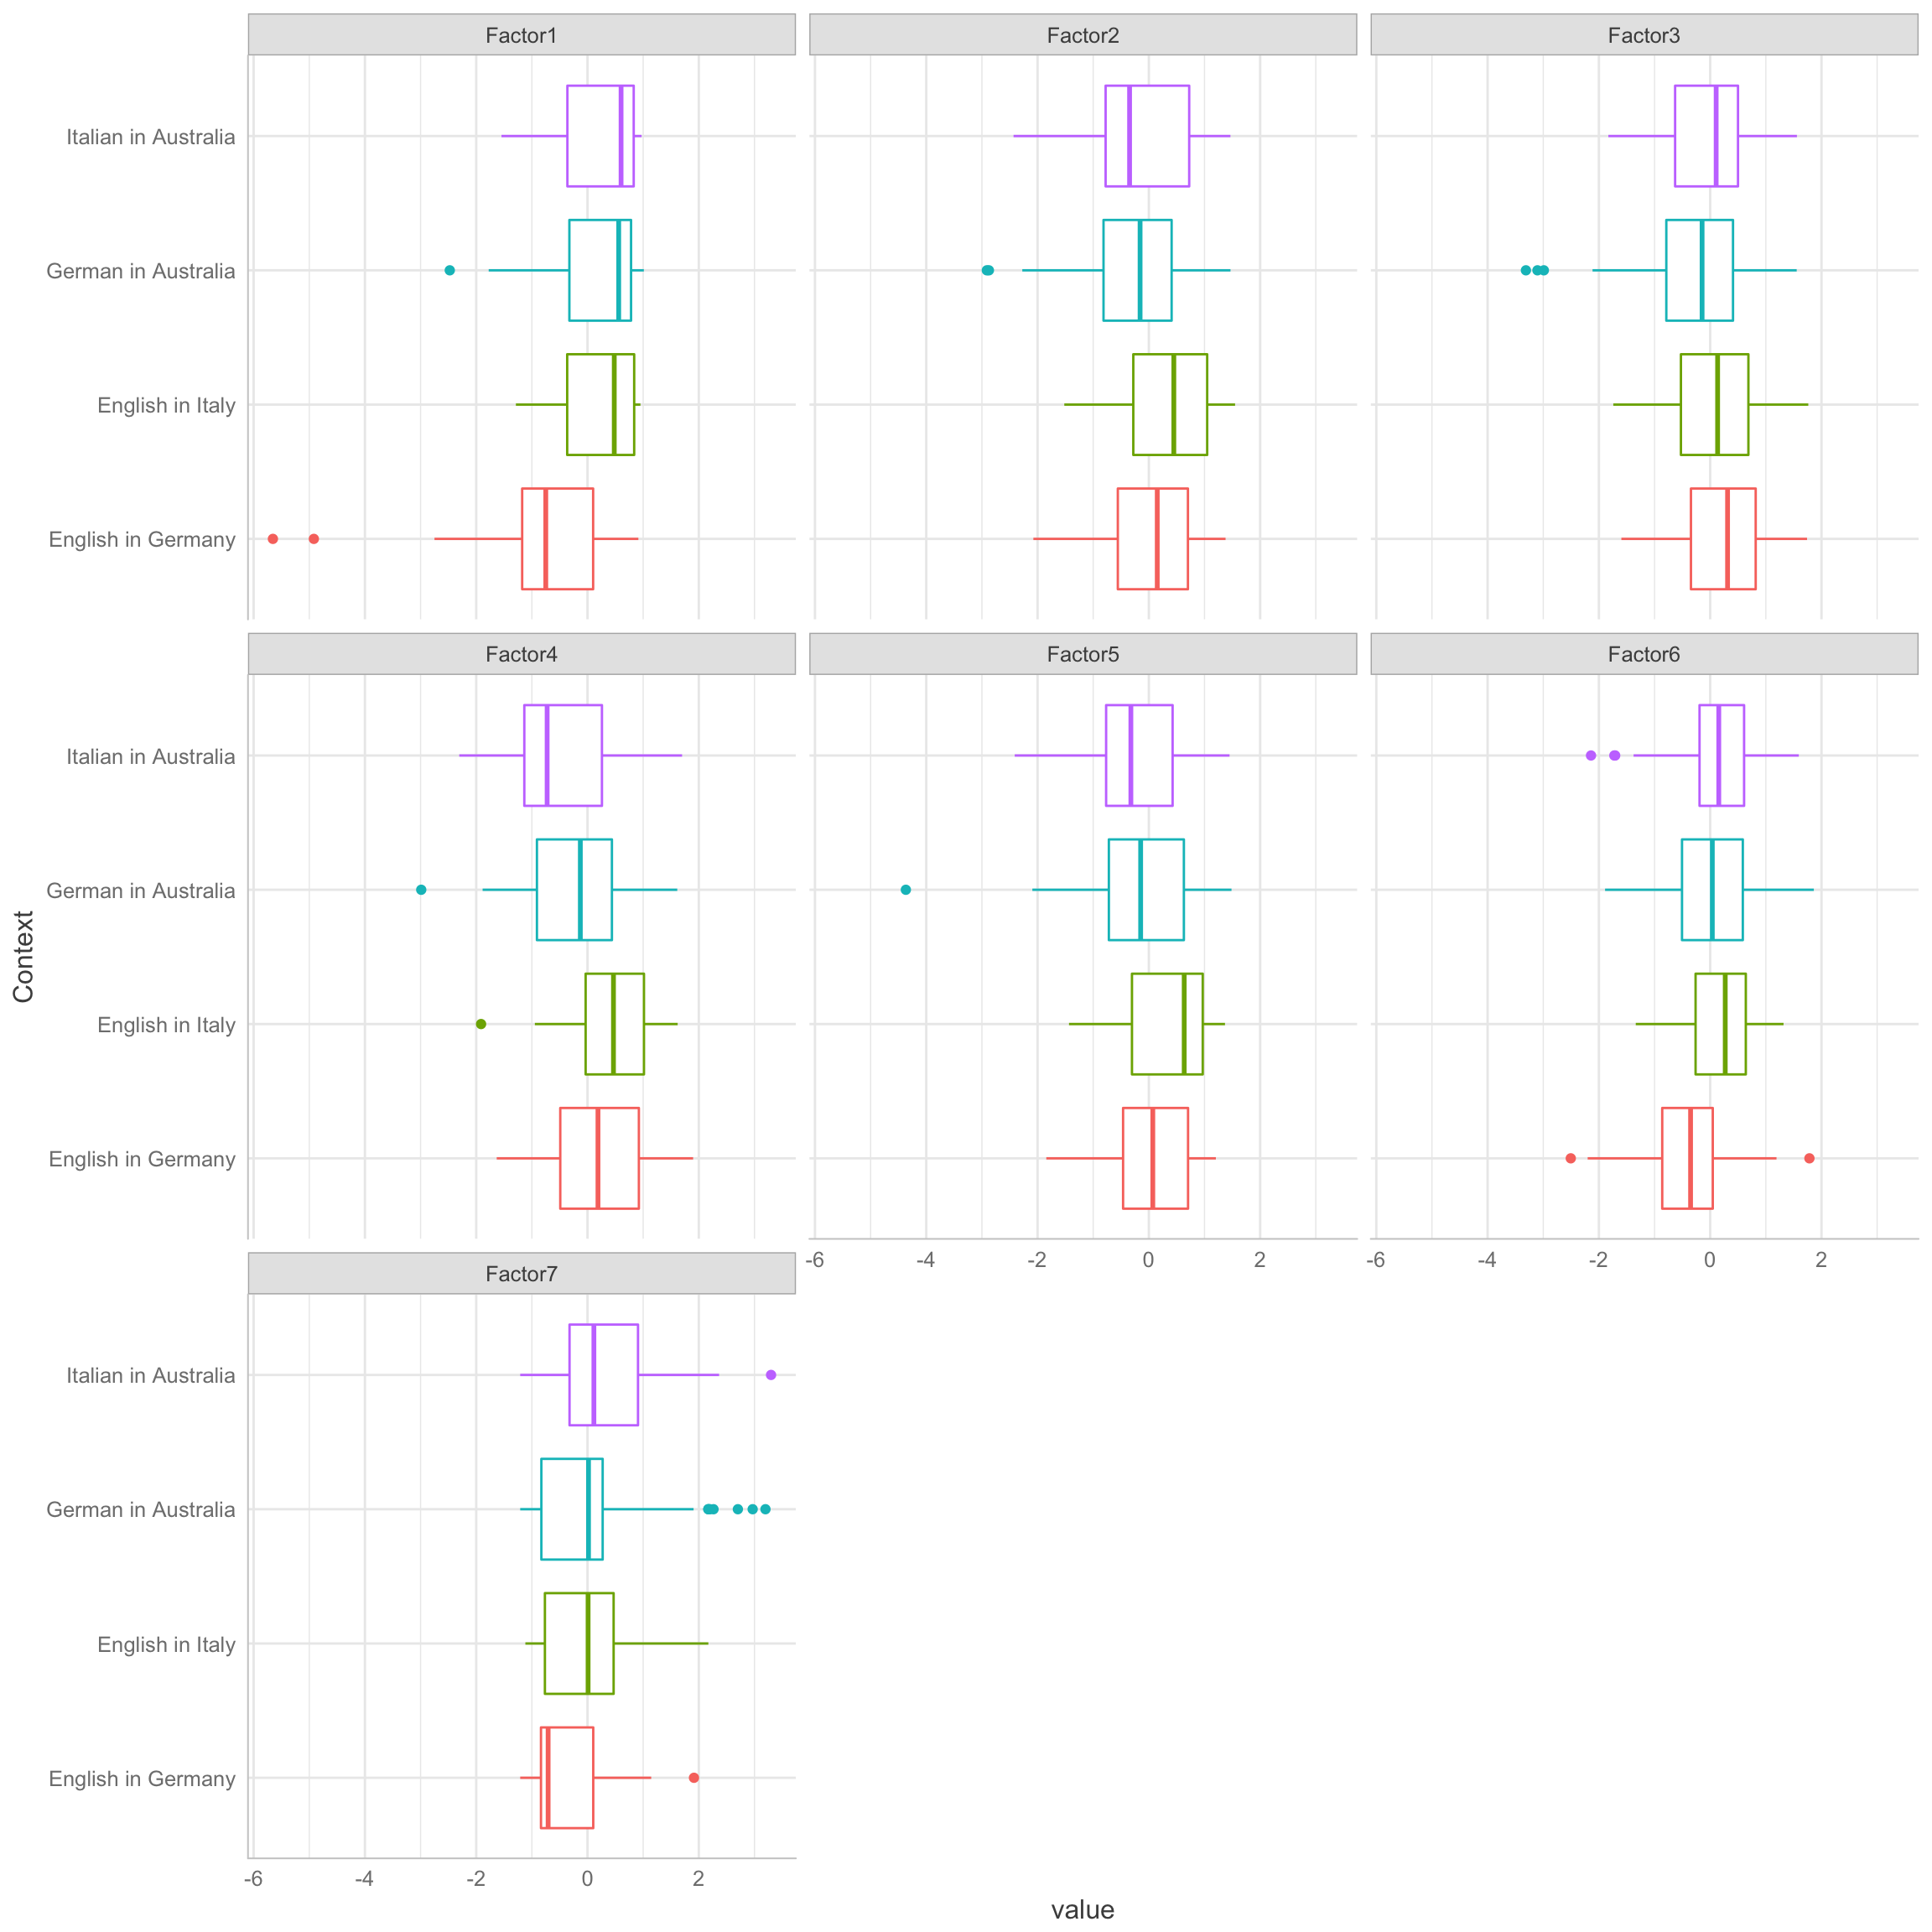 Factor1
Factor2
Factor3
Italian in Australia
German in Australia
English in Italy
English in Germany
Factor4
Factor5
Factor6
Italian in Australia
German in Australia
English in Italy
English in Germany
Context
-6 -4 -2 0 2
-6 -4 -2 0 2
Factor7
Italian in Australia
German in Australia
English in Italy
English in Germany
-6 -4 -2 0 2
value